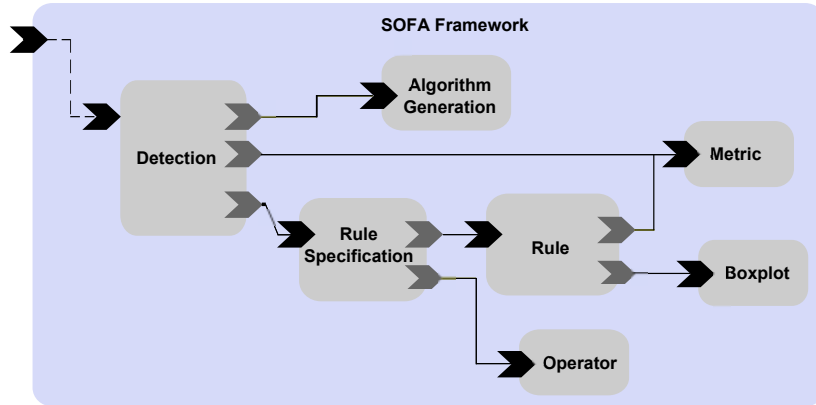 SOFA Framework
Algorithm
Generation
Detection
Metric
Rule
Specification
Rule
Boxplot
Operator